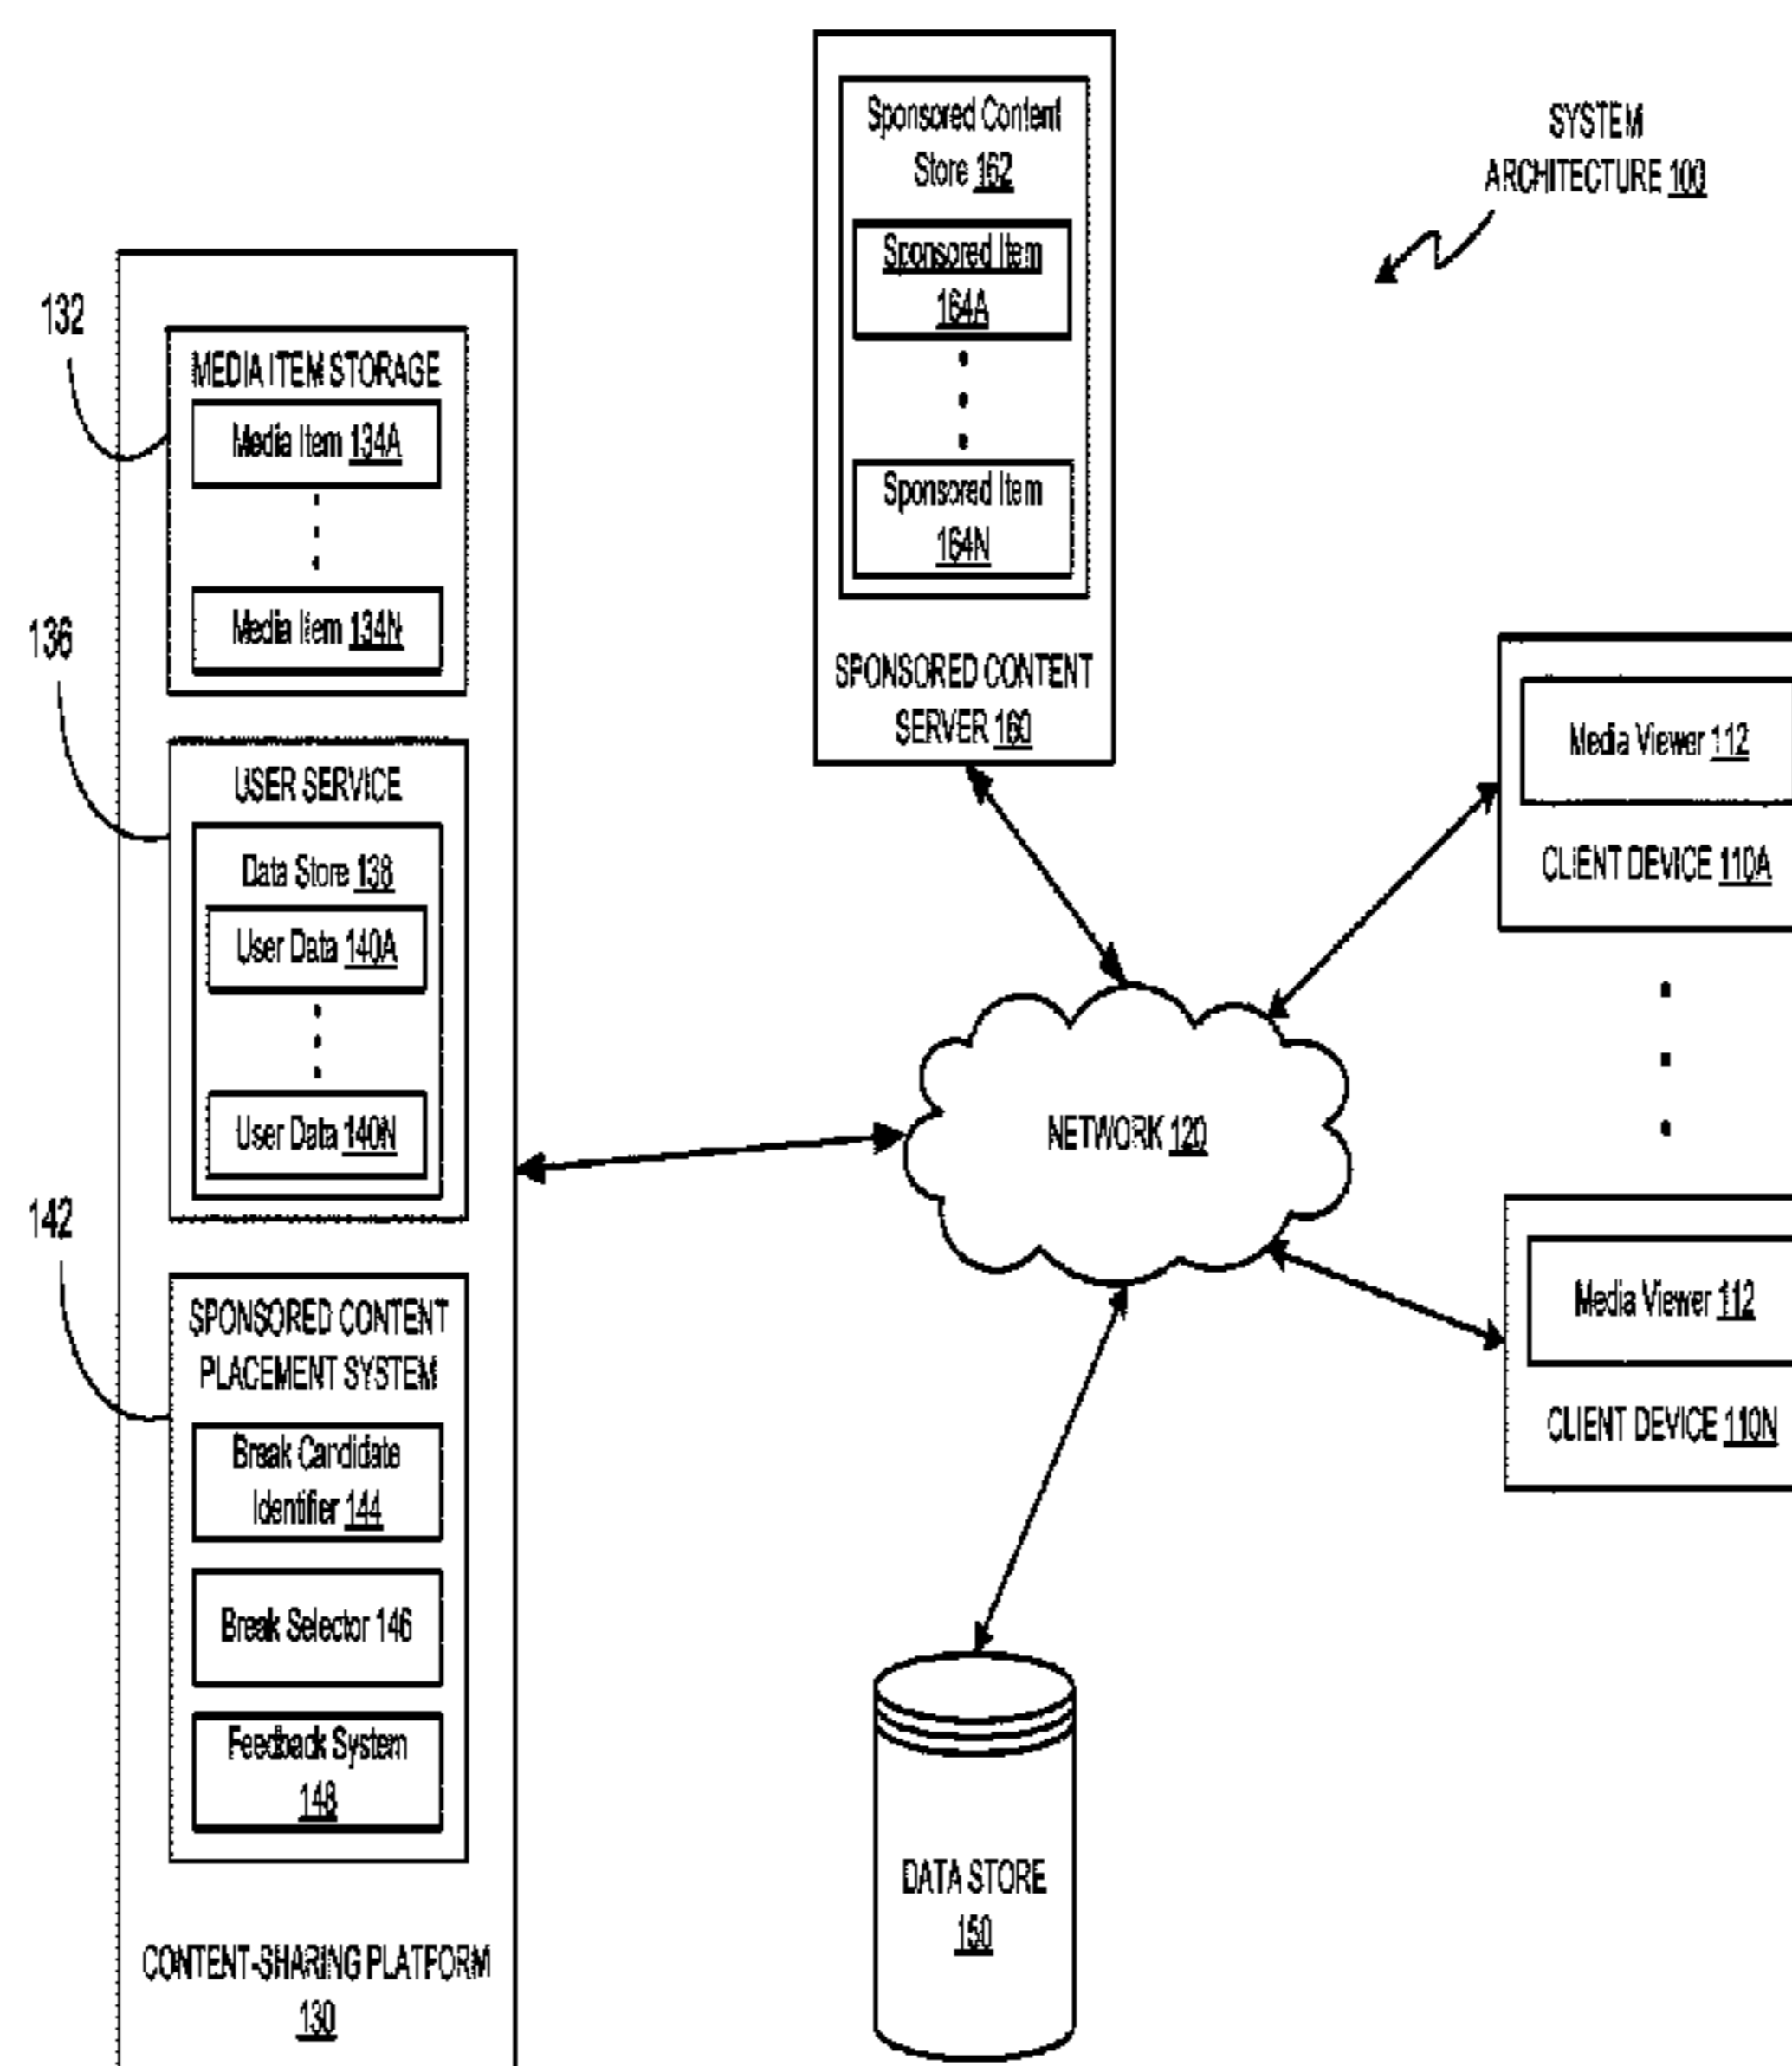 SYSTEM
ARCHITECTURE 100
Sponsored Content
Store 162
Sponsored Item
164A
Sponsored Item
164N
SPONSORED CONTENT
SERVER 160
132
MEDIA ITEM STORAGE
Media Item 134A
Media Item 134N
136
USER SERVICE
Data Store 138
User Data 140A
User Data 140N
142
SPONSORED CONTENT
PLACEMENT SYSTEM
Break Candidate
Identifier 144
Break Selector 146
Feedback System
148
CONTENT-SHARING PLATFORM
130
NETWORK 120
Media Viewer 112
CLIENT DEVICE 110A
Media Viewer 112
CLIENT DEVICE 110N
DATA STORE
150